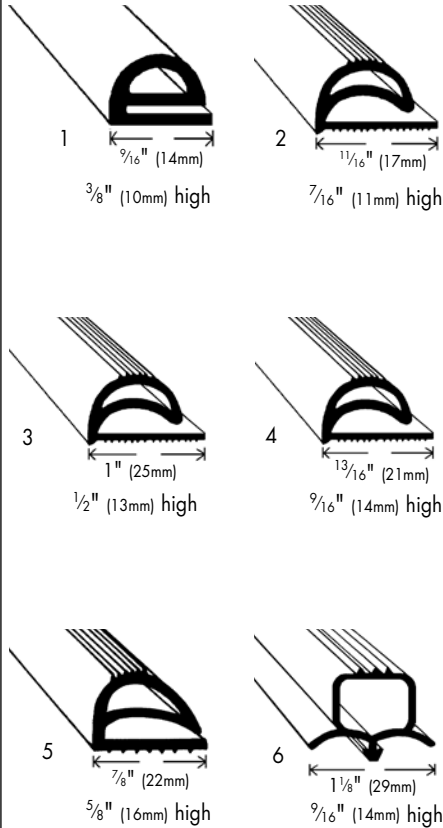 1
⁹⁄₁₆" (14mm)
³⁄₈" (10mm) high
2
¹¹⁄₁₆" (17mm)
⁷⁄₁₆" (11mm) high
3
1" (25mm)
¹⁄₂" (13mm) high
4
¹³⁄₁₆" (21mm)
⁹⁄₁₆" (14mm) high
5
⁷⁄₈" (22mm)
⁵⁄₈" (16mm) high
6
1¹⁄₈" (29mm)
⁹⁄₁₆" (14mm) high